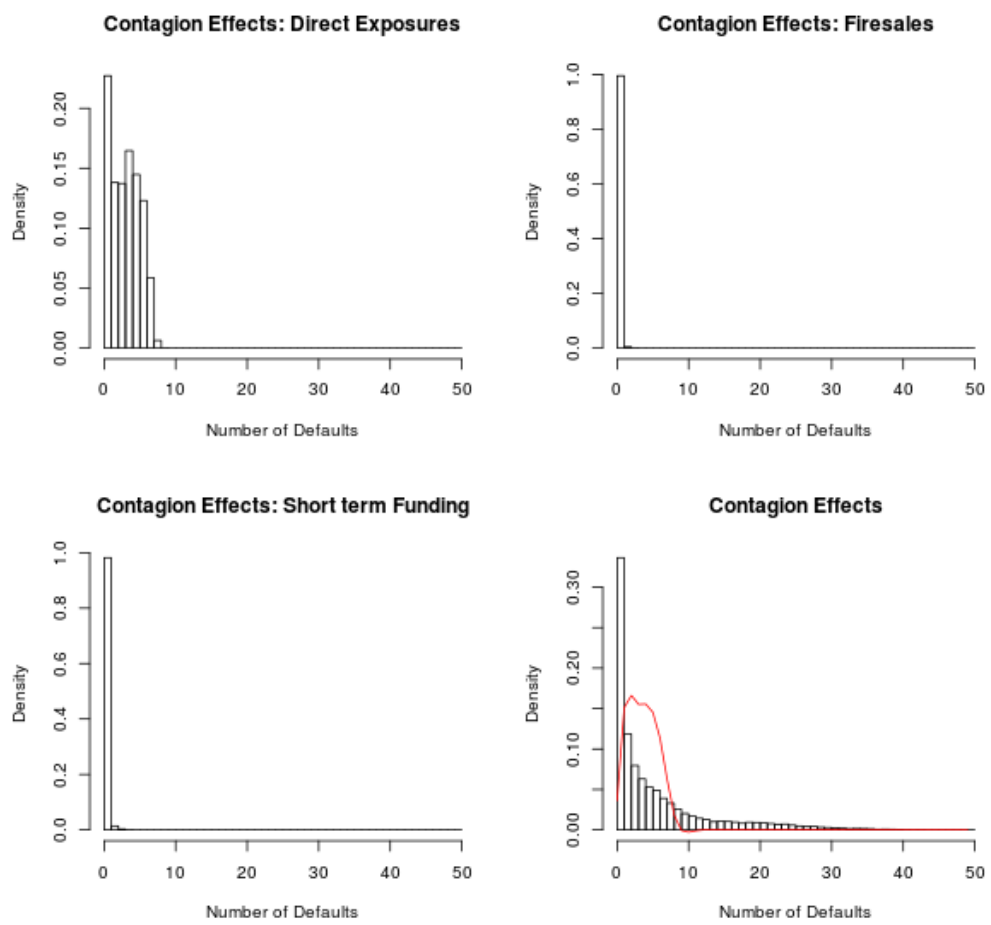 Contagion Effects: Direct Exposures
Density
0.00 0.05 0.10 0.15 0.20
0 10 20 30 40 50
Number of Defaults
Contagion Effects: Firesales
Density
0.0 0.2 0.4 0.6 0.8 1.0
0 10 20 30 40 50
Number of Defaults
Contagion Effects: Short term Funding
Density
0.0 0.2 0.4 0.6 0.8 1.0
0 10 20 30 40 50
Number of Defaults
Contagion Effects
Density
0.00 0.10 0.20 0.30
0 10 20 30 40 50
Number of Defaults